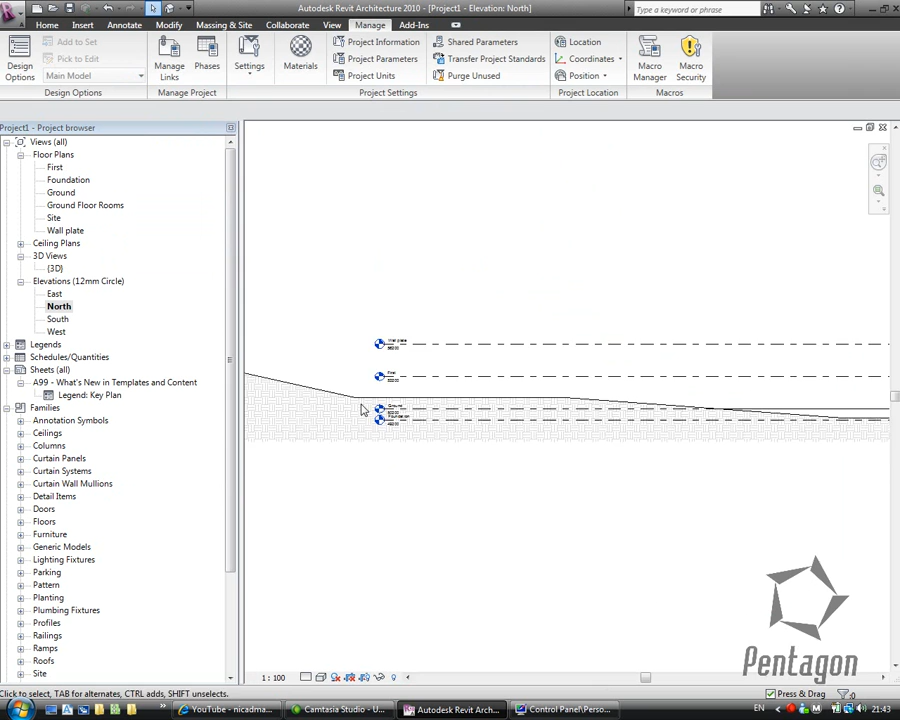 Autodesk Revit Architecture 2010 - [Project1 - Elevation: North]
Type a keyword or phrase
Home Insert Annotate Modify Massing & Site Collaborate View Manage Add-Ins
Design Options
Add to Set
Pick to Edit
Main Model
Manage Links
Phases
Settings
Materials
Project Information
Project Parameters
Project Units
Shared Parameters
Transfer Project Standards
Purge Unused
Location
Coordinates
Position
Macro Manager
Macro Security
Design Options Manage Project Project Settings Project Location Macros
Project1 - Project browser
Views (all)
Floor Plans
First
Foundation
Ground
Ground Floor Rooms
Site
Wall plate
Ceiling Plans
3D Views
{3D}
Elevations (12mm Circle)
East
North
South
West
Legends
Schedules/Quantities
Sheets (all)
A99 - What's New in Templates and Content
Legend: Key Plan
Families
Annotation Symbols
Ceilings
Columns
Curtain Panels
Curtain Systems
Curtain Wall Mullions
Detail Items
Doors
Floors
Furniture
Generic Models
Lighting Fixtures
Parking
Pattern
Planting
Plumbing Fixtures
Profiles
Railings
Ramps
Roofs
Site
Wall plate
First
Ground
Foundation
Pentagon
1 : 100
Click to select, TAB for alternates, CTRL adds, SHIFT unselects.
Press & Drag
:0
YouTube - nicadma...
Camtasia Studio - U...
Autodesk Revit Arch...
Control Panel\Perso...
EN
21:43